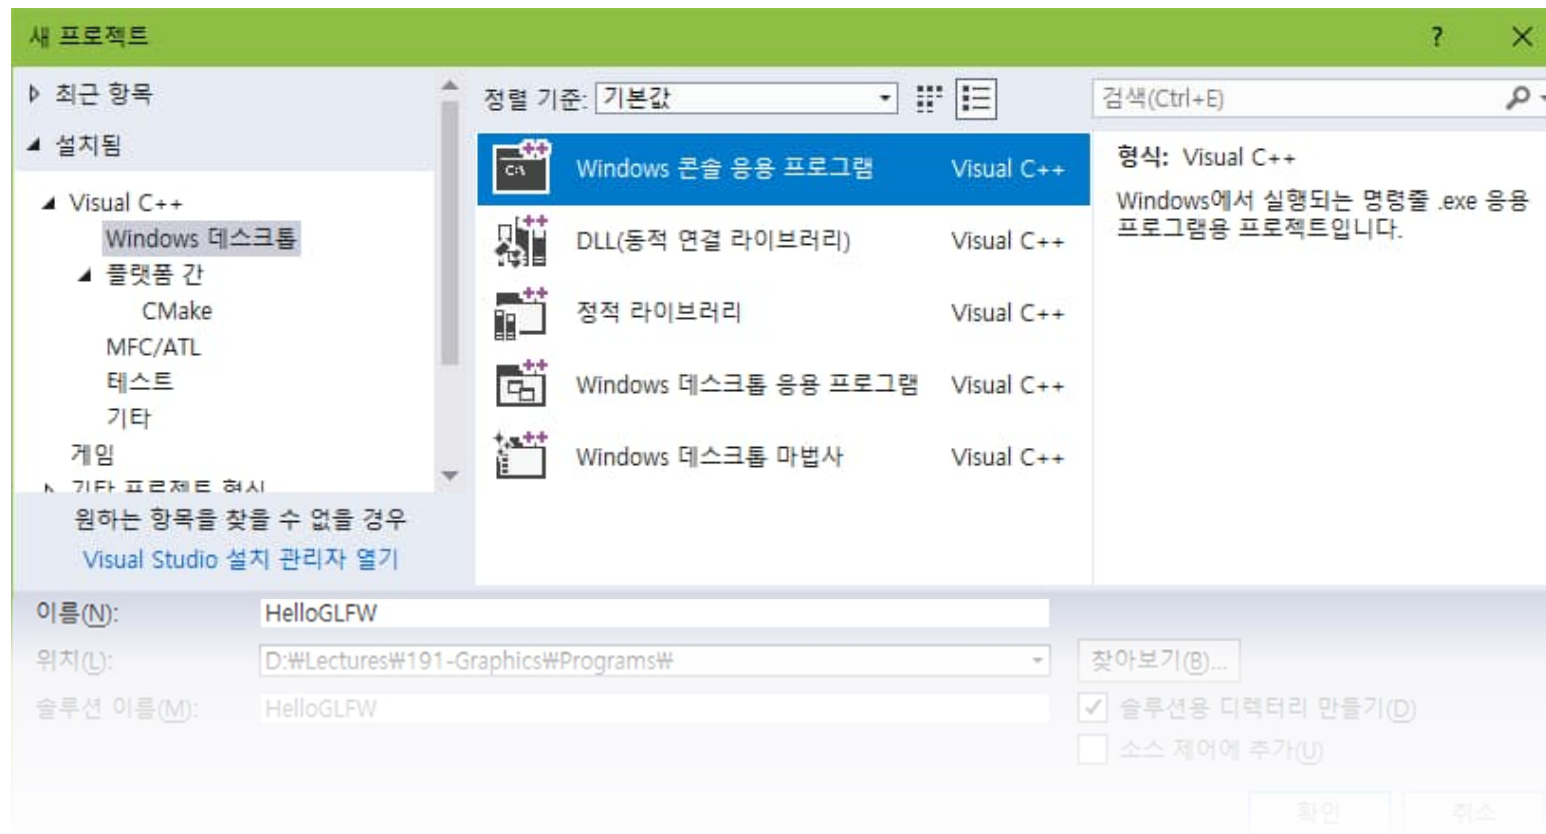 새 프로젝트
?
최근 항목
설치됨
Visual C++
Windows 데스크톱
플랫폼 간
CMake
MFC/ATL
테스트
기타
게임
기타 프로젝트 형식
원하는 항목을 찾을 수 없을 경우
Visual Studio 설치 관리자 열기
정렬 기준: 기본값
Windows 콘솔 응용 프로그램 Visual C++
DLL(동적 연결 라이브러리) Visual C++
정적 라이브러리 Visual C++
Windows 데스크톱 응용 프로그램 Visual C++
Windows 데스크톱 마법사 Visual C++
검색(Ctrl+E)
형식: Visual C++
Windows에서 실행되는 명령줄 .exe 응용
프로그램용 프로젝트입니다.
이름(N): HelloGLFW
위치(L): D:₩Lectures₩191-Graphics₩Programs₩ 찾아보기(B)...
솔루션 이름(M): HelloGLFW
솔루션용 디렉터리 만들기(D)
소스 제어에 추가(U)
확인 취소